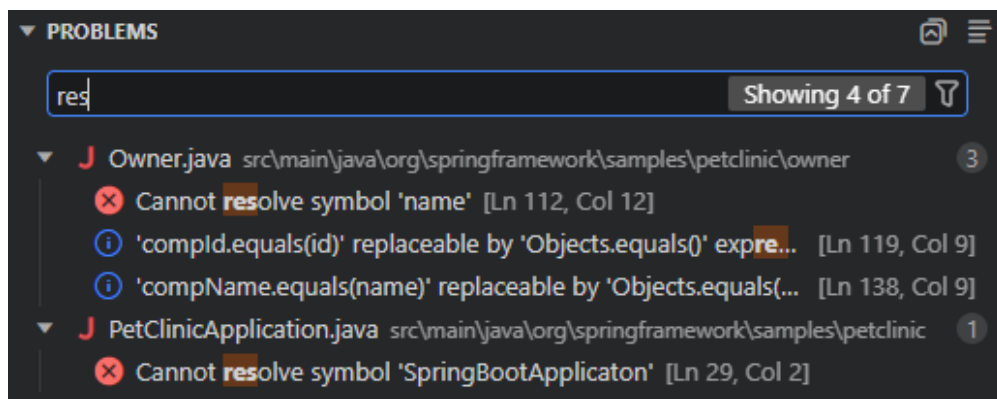 PROBLEMS
res Showing 4 of 7
J Owner.java src\main\java\org\springframework\samples\petclinic\owner 3
Cannot resolve symbol 'name' [Ln 112, Col 12]
'compId.equals(id)' replaceable by 'Objects.equals()' expre... [Ln 119, Col 9]
'compName.equals(name)' replaceable by 'Objects.equals(... [Ln 138, Col 9]
J PetClinicApplication.java src\main\java\org\springframework\samples\petclinic 1
Cannot resolve symbol 'SpringBootApplicaton' [Ln 29, Col 2]